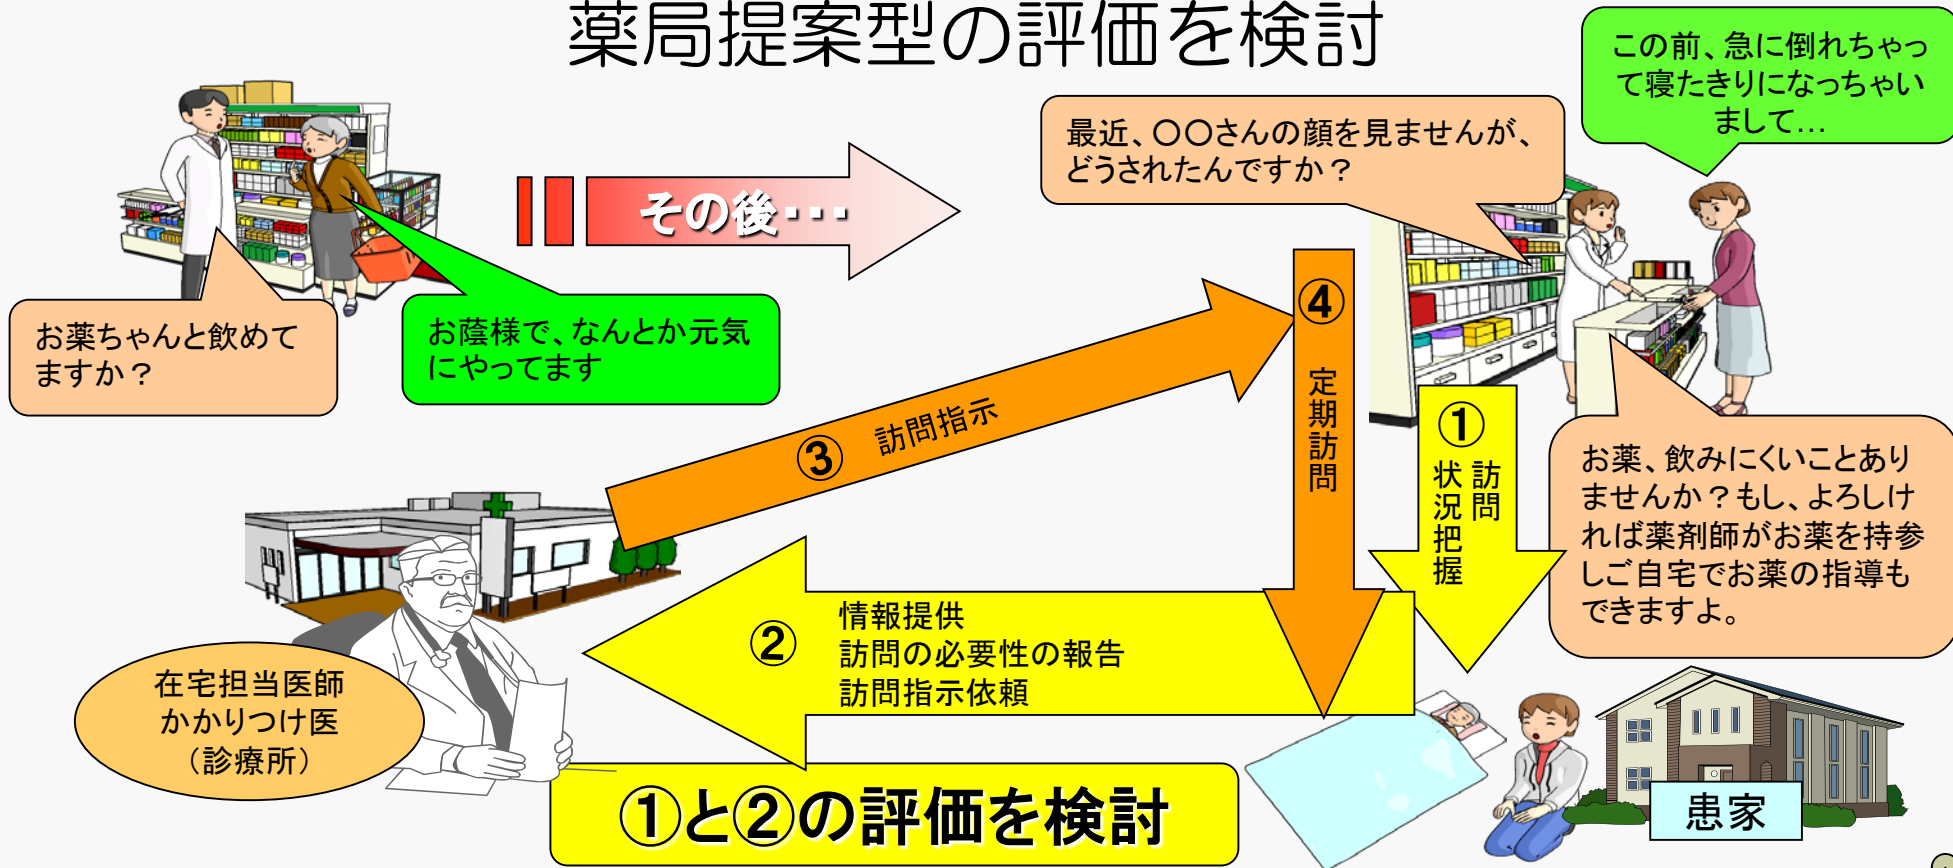 薬局提案型の評価を検討
この前、急に倒れちゃっ
て寝たきりになっちゃい
まして…
最近、〇〇さんの顔を見ませんが、
どうされたんですか？
その後・・・
お薬ちゃんと飲めて
ますか？
お蔭様で、なんとか元気
にやってます
④
定期訪問
③ 訪問指示
①
訪問
状況把握
お薬、飲みにくいことあり
ませんか？もし、よろしけ
れば薬剤師がお薬を持参
しご自宅でお薬の指導も
できますよ。
②
情報提供
訪問の必要性の報告
訪問指示依頼
在宅担当医師
かかりつけ医
（診療所）
①と②の評価を検討
患家